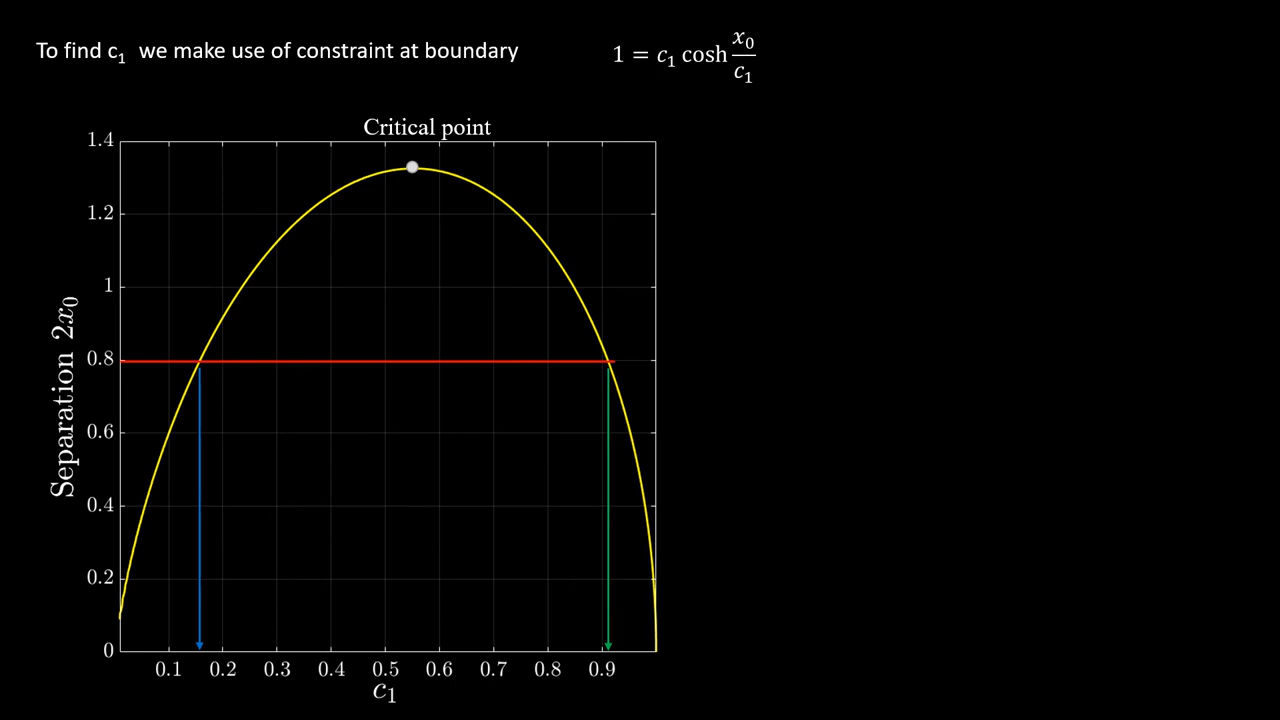 To find c₁ we make use of constraint at boundary
1 = c₁ cosh x₀/c₁
Critical point
1.4
1.2
1
0.8
0.6
0.4
0.2
0
Separation 2x₀
0.1 0.2 0.3 0.4 0.5 0.6 0.7 0.8 0.9
c₁